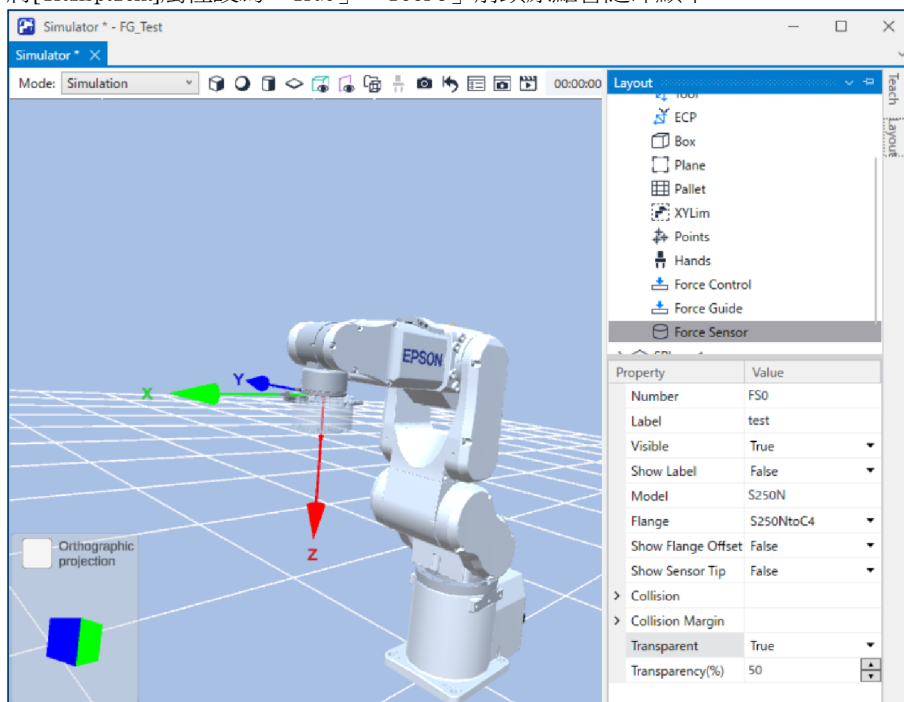 Simulator * - FG_Test
Simulator *
Mode: Simulation
00:00:00
Layout
Teach
Layout
ECP
Box
Plane
Pallet
XYLim
Points
Hands
Force Control
Force Guide
Force Sensor
EPSON
X
Y
Z
Orthographic
projection
Property Value
Number FS0
Label test
Visible True
Show Label False
Model S250N
Flange S250NtoC4
Show Flange Offset False
Show Sensor Tip False
Collision
Collision Margin
Transparent True
Transparency(%) 50